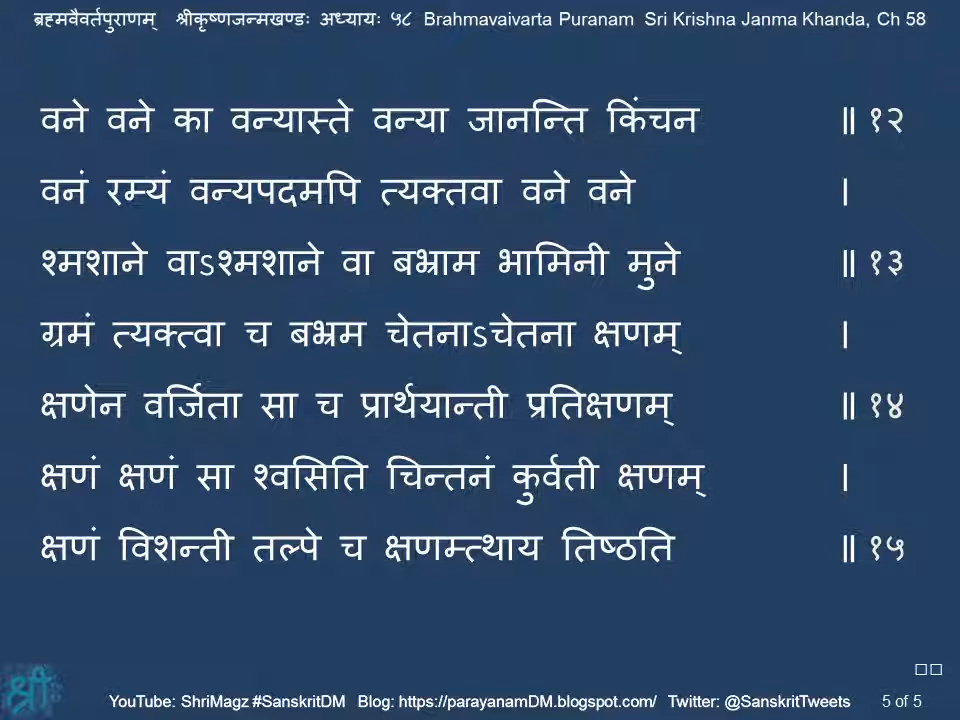 ब्रह्मवैवर्तपुराणम् श्रीकृष्णजन्मखण्डः अध्यायः ५८ Brahmavaivarta Puranam Sri Krishna Janma Khanda, Ch 58
वने वने का वन्यास्ते वन्या जानन्ति किंचन ॥ १२
वनं रम्यं वन्यपदमपि त्यक्तवा वने वने ।
श्मशाने वाऽश्मशाने वा बभ्राम भामिनी मुने ॥ १३
ग्रमं त्यक्त्वा च बभ्रम चेतनाऽचेतना क्षणम् ।
क्षणेन वर्जिता सा च प्रार्थयान्ती प्रतिक्षणम् ॥ १४
क्षणं क्षणं सा श्वसिति चिन्तनं कुर्वती क्षणम् ।
क्षणं विशन्ती तल्पे च क्षणम्त्थाय तिष्ठति ॥ १५
श्री
YouTube: ShriMagz #SanskritDM Blog: https://parayanamDM.blogspot.com/ Twitter: @SanskritTweets 5 of 5